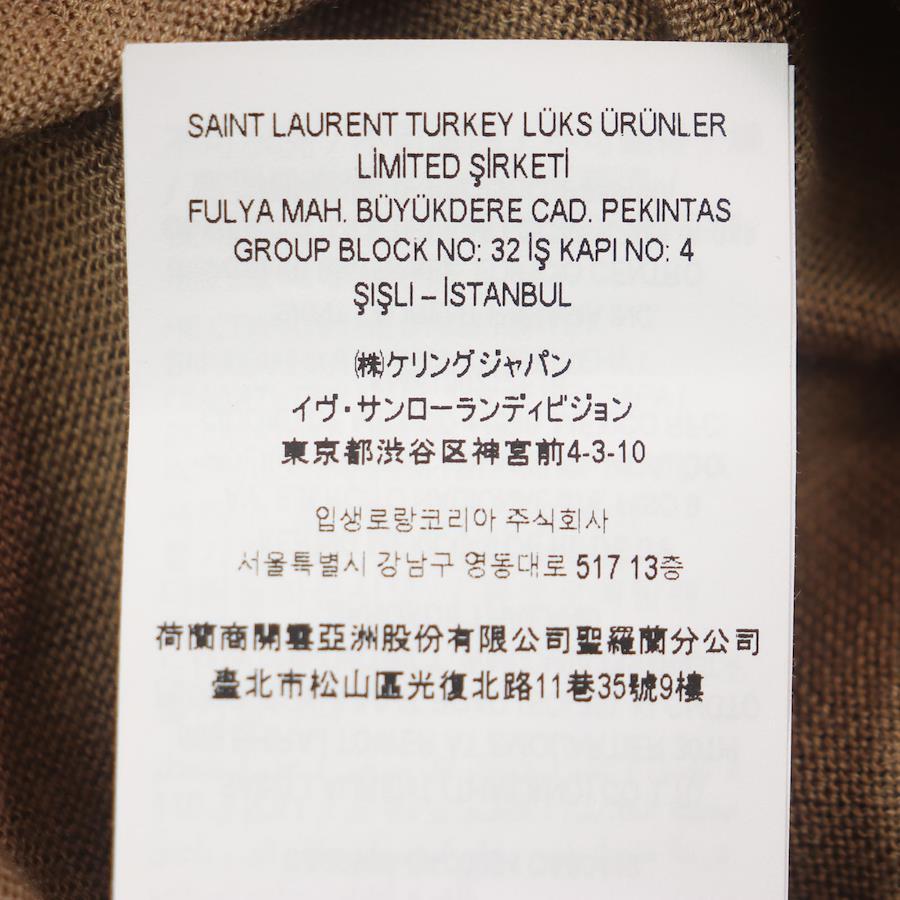 SAINT LAURENT TURKEY LÜKS ÜRÜNLER
LİMİTED ŞİRKETİ
FULYA MAH. BÜYÜKDERE CAD. PEKINTAS
GROUP BLOCK NO: 32 İŞ KAPI NO: 4
ŞIŞLI – İSTANBUL
㈱ケリングジャパン
イヴ・サンローランディビジョン
東京都渋谷区神宮前4-3-10
입생로랑코리아 주식회사
서울특별시 강남구 영동대로 517 13층
荷蘭商開雲亞洲股份有限公司聖羅蘭分公司
臺北市松山區光復北路11巷35號9樓